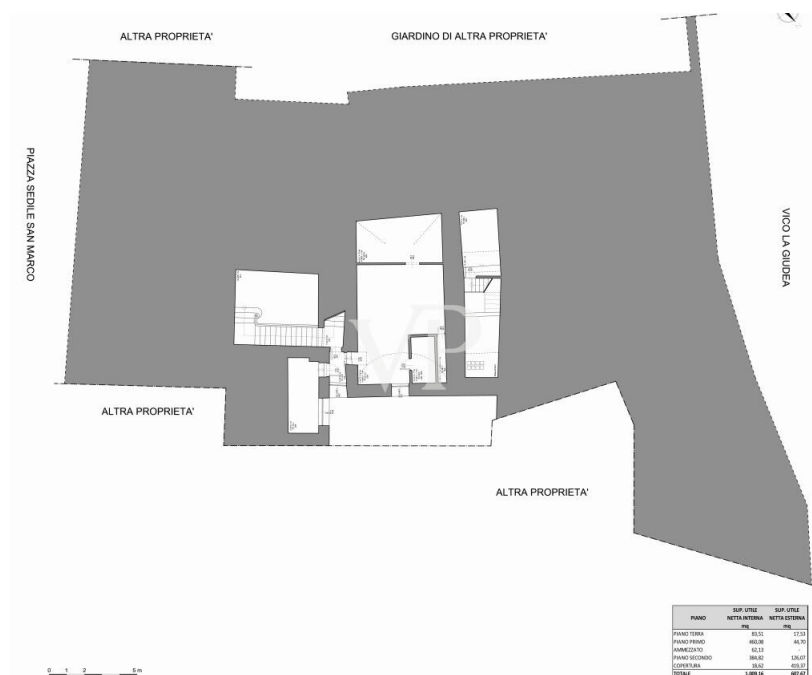 ALTRA PROPRIETA'
GIARDINO DI ALTRA PROPRIETA'
PIAZZA SEDILE SAN MARCO
VICO LA GIUDEA
VP
ALTRA PROPRIETA'
ALTRA PROPRIETA'
PIANO SUP. UTILE NETTA INTERNA mq SUP. UTILE NETTA ESTERNA mq
PIANO TERRA 83,51 17,53
PIANO PRIMO 460,08 44,70
AMMEZZATO 62,13 -
PIANO SECONDO 384,82 126,07
COPERTURA 18,62 419,37
TOTALE 1.009,16 607,67
0 1 2 5 m